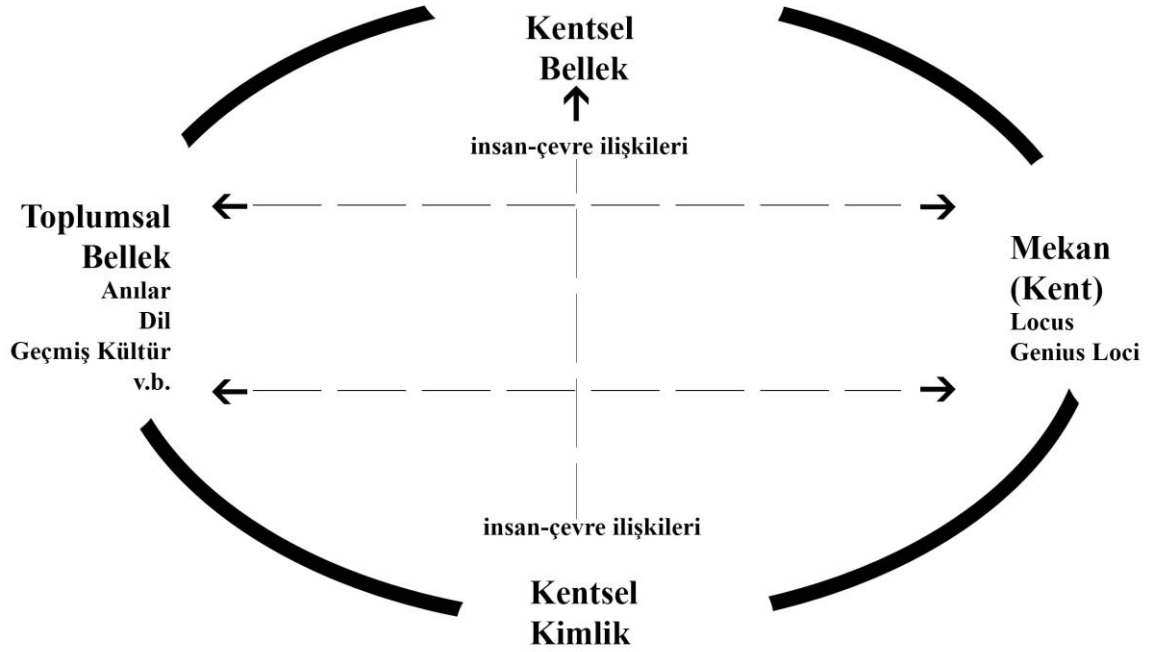 Kentsel
Bellek
insan-çevre ilişkileri
Toplumsal
Bellek
Anılar
Dil
Geçmiş Kültür
v.b.
Mekan
(Kent)
Locus
Genius Loci
insan-çevre ilişkileri
Kentsel
Kimlik